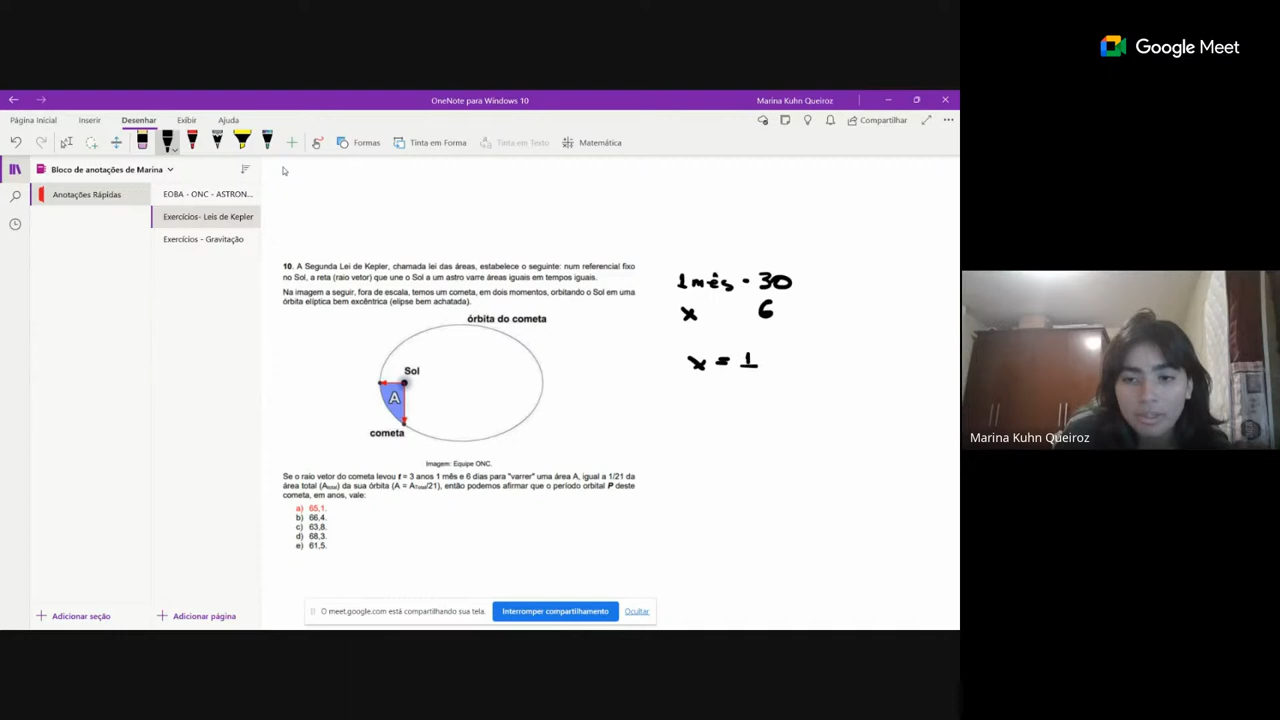 Google Meet
OneNote para Windows 10
Marina Kuhn Queiroz
Página Inicial Inserir Desenhar Exibir Ajuda
Compartilhar
Formas Tinta em Forma Tinta em Texto Matemática
Bloco de anotações de Marina
Anotações Rápidas
EOBA - ONC - ASTRON...
Exercícios- Leis de Kepler
Exercícios - Gravitação
10. A Segunda Lei de Kepler, chamada lei das áreas, estabelece o seguinte: num referencial fixo
no Sol, a reta (raio vetor) que une o Sol a um astro varre áreas iguais em tempos iguais.
Na imagem a seguir, fora de escala, temos um cometa, em dois momentos, orbitando o Sol em uma
órbita elíptica bem excêntrica (elipse bem achatada).
órbita do cometa
Sol
A
cometa
Imagem: Equipe ONC.
Se o raio vetor do cometa levou t = 3 anos 1 mês e 6 dias para "varrer" uma área A, igual a 1/21 da
área total (ATotal) da sua órbita (A = ATotal/21), então podemos afirmar que o período orbital P deste
cometa, em anos, vale:
a) 65,1.
b) 66,4.
c) 63,8.
d) 68,3.
e) 61,5.
1 mês - 30
x 6
x = 1
Adicionar seção
Adicionar página
O meet.google.com está compartilhando sua tela.
Interromper compartilhamento
Ocultar
Marina Kuhn Queiroz